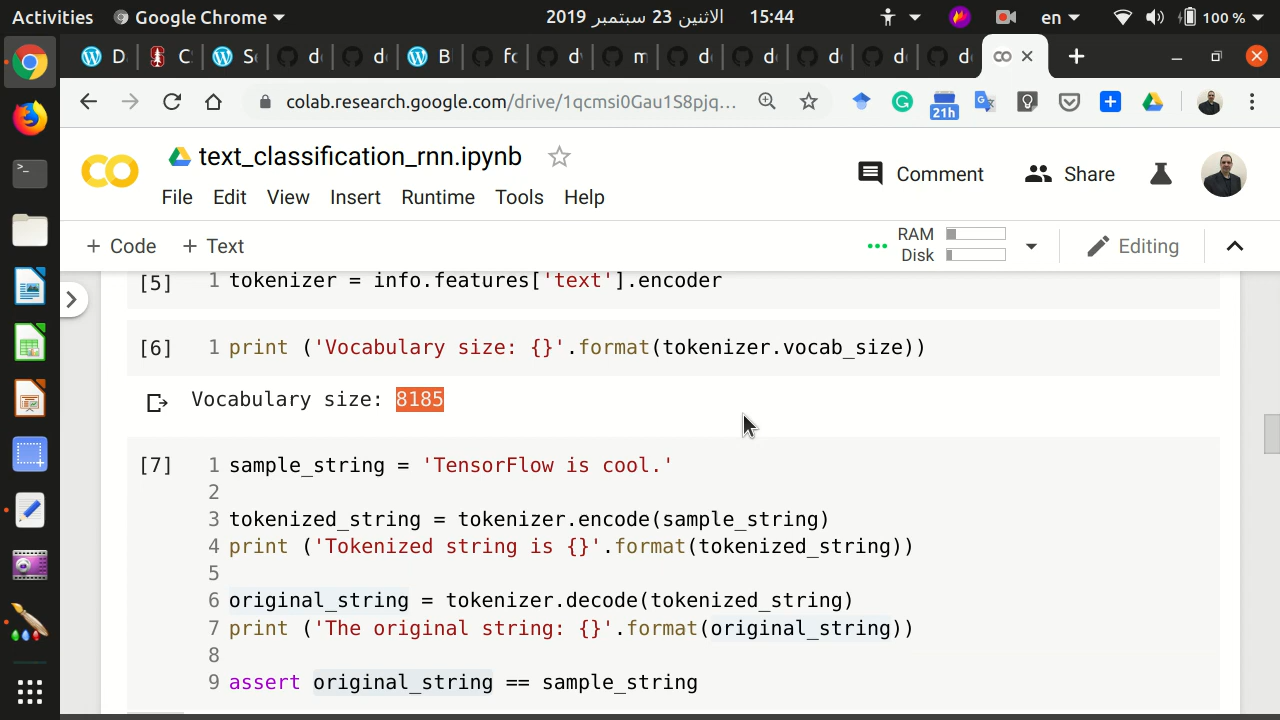 Activities Google Chrome الاثنين 23 سبتمبر 2019 15:44 en 100 %
D C S d d B fo d m d d d d d
colab.research.google.com/drive/1qcmsi0Gau1S8pjq... 21h
text_classification_rnn.ipynb
Comment Share
File Edit View Insert Runtime Tools Help
+ Code + Text RAM Disk Editing
[5] 1 tokenizer = info.features['text'].encoder
[6] 1 print ('Vocabulary size: {}'.format(tokenizer.vocab_size))
Vocabulary size: 8185
[7] 1 sample_string = 'TensorFlow is cool.'
2
3 tokenized_string = tokenizer.encode(sample_string)
4 print ('Tokenized string is {}'.format(tokenized_string))
5
6 original_string = tokenizer.decode(tokenized_string)
7 print ('The original string: {}'.format(original_string))
8
9 assert original_string == sample_string